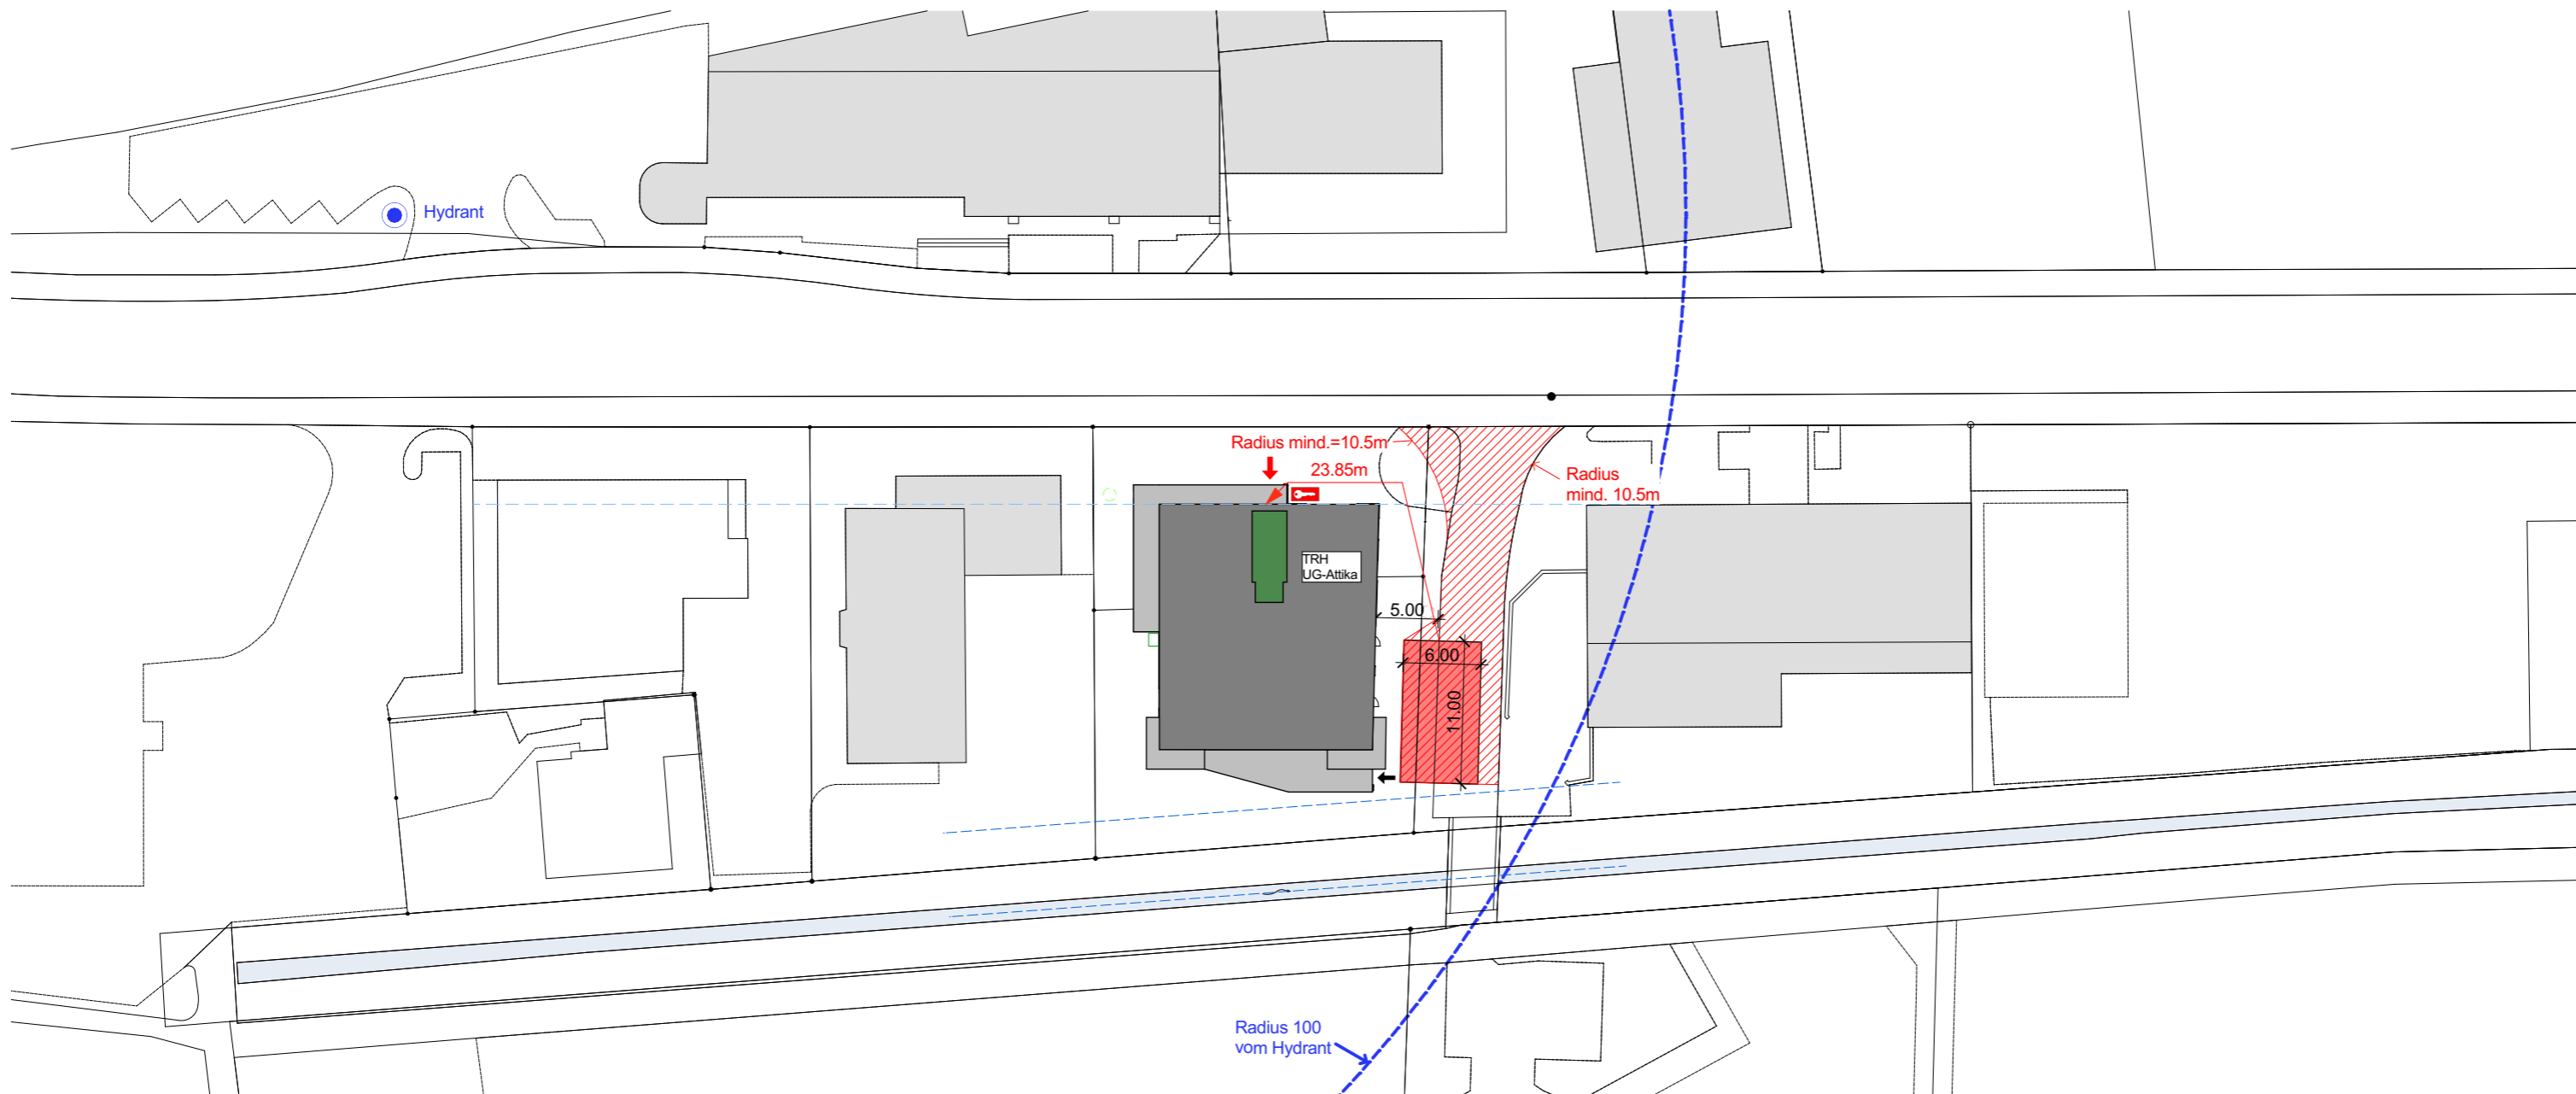 Hydrant
Radius mind.=10.5m
23.85m
Radius
mind. 10.5m
TRH
UG-Attika
5.00
6.00
11.00
Radius 100
vom Hydrant